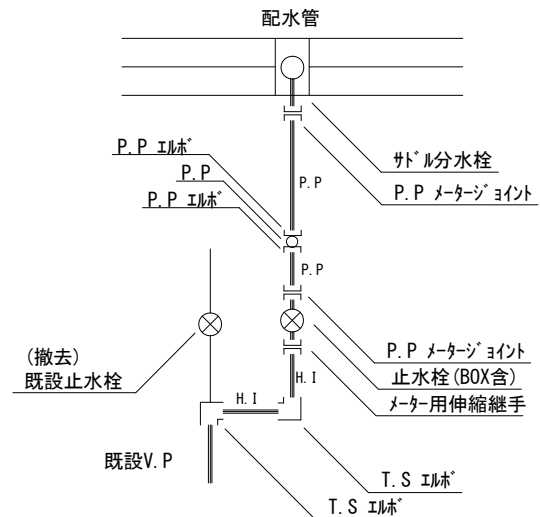 配水管
P.P ｴﾙﾎﾞ
P.P
P.P ｴﾙﾎﾞ
P.P
ｻﾄﾞﾙ分水栓
P.P ﾒｰﾀｰｼﾞｮｲﾝﾄ
P.P
(撤去)
既設止水栓
P.P ﾒｰﾀｰｼﾞｮｲﾝﾄ
止水栓(BOX含)
ﾒｰﾀｰ用伸縮継手
H.I
H.I
既設V.P
T.S ｴﾙﾎﾞ
T.S ｴﾙﾎﾞ